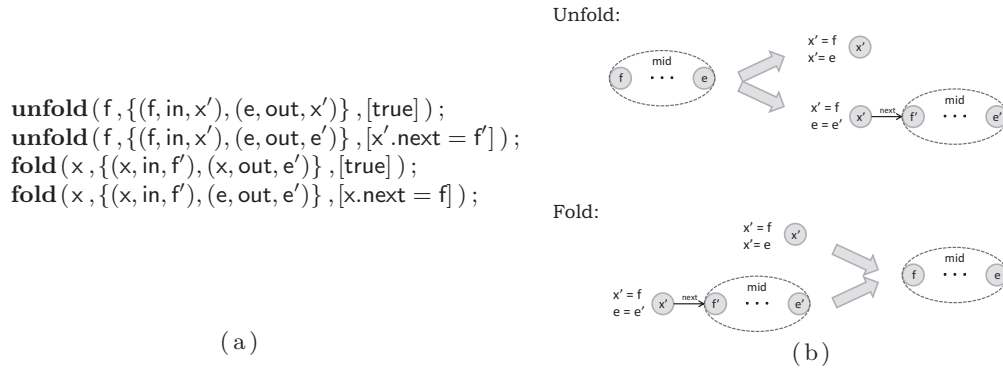 unfold(f,{(f,in,x′),(e,out,x′)},[true]);
unfold(f,{(f,in,x′),(e,out,e′)},[x′.next = f′]);
fold(x,{(x,in,f′),(x,out,e′)},[true]);
fold(x,{(x,in,f′),(e,out,e′)},[x.next = f]);
(a)
Unfold:
mid
f ··· e
x' = f
x'= e
x'
x' = f
e = e'
x' next
mid
f' ··· e'
Fold:
x' = f
x'= e
x'
x' = f
e = e'
x' next
mid
f' ··· e'
mid
f ··· e
(b)